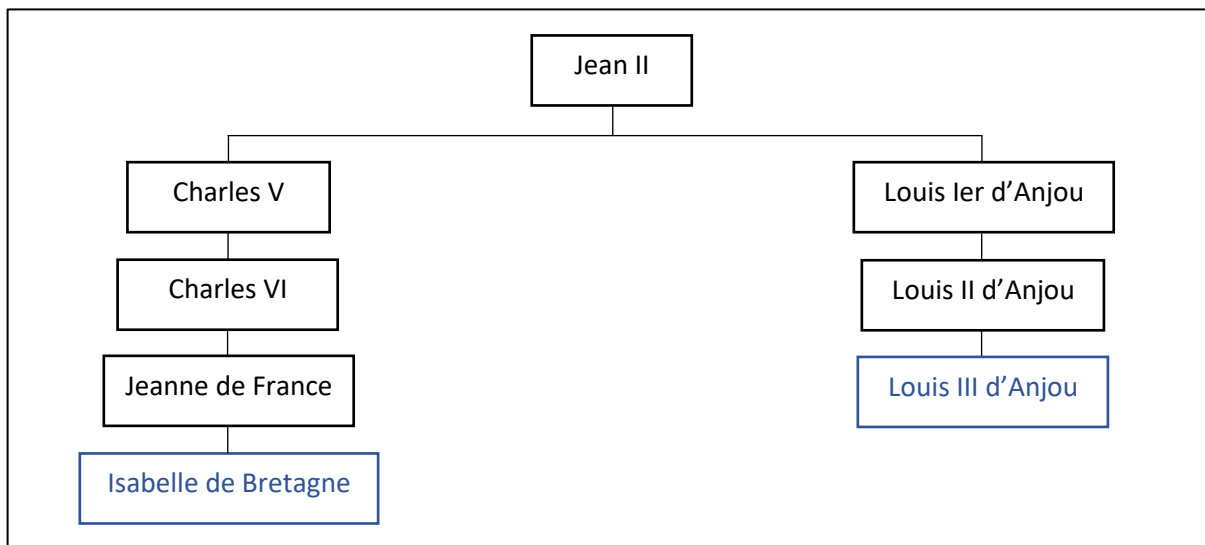 Jean II
Charles V
Louis Ier d’Anjou
Charles VI
Louis II d’Anjou
Jeanne de France
Louis III d’Anjou
Isabelle de Bretagne